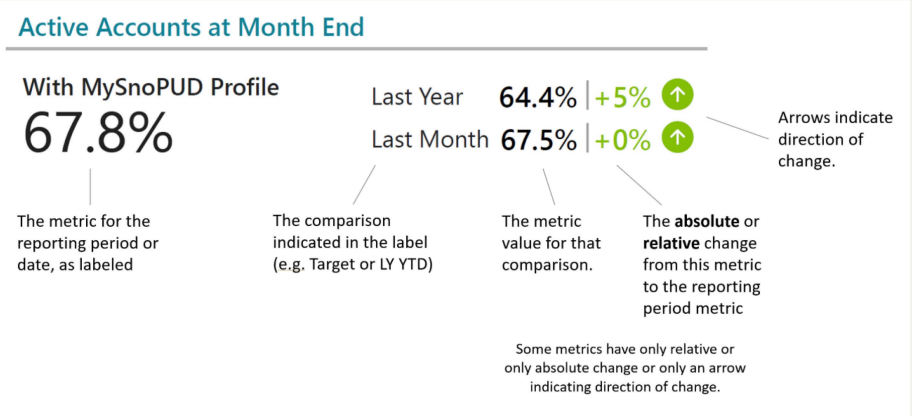 Active Accounts at Month End
With MySnoPUD Profile
67.8%
Last Year 64.4% +5%
Last Month 67.5% +0%
Arrows indicate
direction of
change.
The metric for the
reporting period or
date, as labeled
The comparison
indicated in the label
(e.g. Target or LY YTD)
The metric
value for that
comparison.
The absolute or
relative change
from this metric
to the reporting
period metric
Some metrics have only relative or
only absolute change or only an arrow
indicating direction of change.